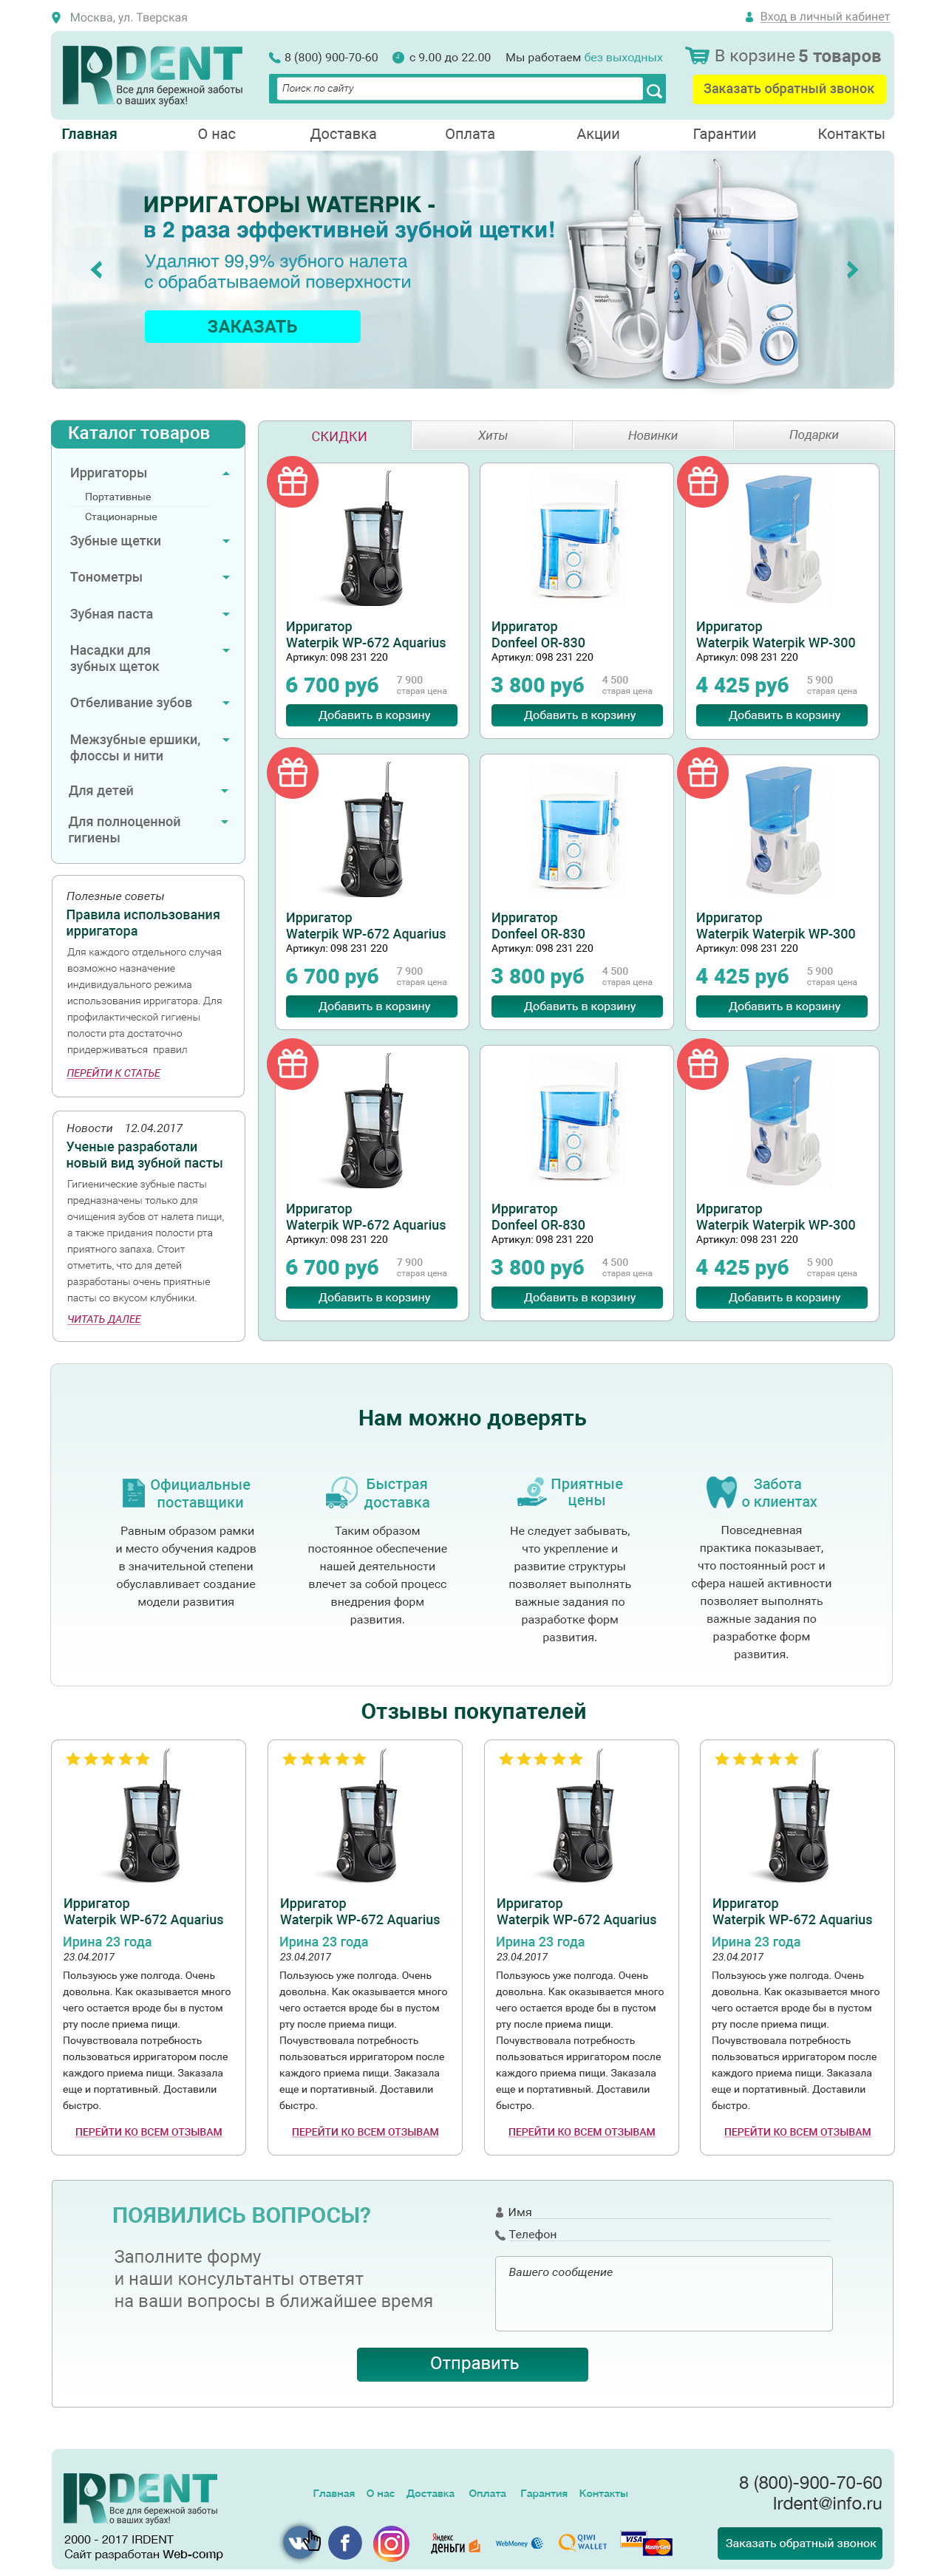 Москва, ул. Тверская
Вход в личный кабинет
IRDENT
Все для бережной заботы
о ваших зубах!
8 (800) 900-70-60
с 9.00 до 22.00
Мы работаем без выходных
Поиск по сайту
В корзине 5 товаров
Заказать обратный звонок
Главная
О нас
Доставка
Оплата
Акции
Гарантии
Контакты
ИРРИГАТОРЫ WATERPIK -
в 2 раза эффективней зубной щетки!
Удаляют 99,9% зубного налета
с обрабатываемой поверхности
ЗАКАЗАТЬ
Каталог товаров
Ирригаторы
Портативные
Стационарные
Зубные щетки
Тонометры
Зубная паста
Насадки для
зубных щеток
Отбеливание зубов
Межзубные ершики,
флоссы и нити
Для детей
Для полноценной
гигиены
Полезные советы
Правила использования
ирригатора
Для каждого отдельного случая
возможно назначение
индивидуального режима
использования ирригатора. Для
профилактической гигиены
полости рта достаточно
придерживаться правил
ПЕРЕЙТИ К СТАТЬЕ
Новости 12.04.2017
Ученые разработали
новый вид зубной пасты
Гигиенические зубные пасты
предназначены только для
очищения зубов от налета пищи,
а также придания полости рта
приятного запаха. Стоит
отметить, что для детей
разработаны очень приятные
пасты со вкусом клубники.
ЧИТАТЬ ДАЛЕЕ
СКИДКИ
Хиты
Новинки
Подарки
Ирригатор
Waterpik WP-672 Aquarius
Артикул: 098 231 220
6 700 руб
7 900
старая цена
Добавить в корзину
Ирригатор
Donfeel OR-830
Артикул: 098 231 220
3 800 руб
4 500
старая цена
Добавить в корзину
Ирригатор
Waterpik Waterpik WP-300
Артикул: 098 231 220
4 425 руб
5 900
старая цена
Добавить в корзину
Ирригатор
Waterpik WP-672 Aquarius
Артикул: 098 231 220
6 700 руб
7 900
старая цена
Добавить в корзину
Ирригатор
Donfeel OR-830
Артикул: 098 231 220
3 800 руб
4 500
старая цена
Добавить в корзину
Ирригатор
Waterpik Waterpik WP-300
Артикул: 098 231 220
4 425 руб
5 900
старая цена
Добавить в корзину
Ирригатор
Waterpik WP-672 Aquarius
Артикул: 098 231 220
6 700 руб
7 900
старая цена
Добавить в корзину
Ирригатор
Donfeel OR-830
Артикул: 098 231 220
3 800 руб
4 500
старая цена
Добавить в корзину
Ирригатор
Waterpik Waterpik WP-300
Артикул: 098 231 220
4 425 руб
5 900
старая цена
Добавить в корзину
Нам можно доверять
Официальные
поставщики
Равным образом рамки
и место обучения кадров
в значительной степени
обуславливает создание
модели развития
Быстрая
доставка
Таким образом
постоянное обеспечение
нашей деятельности
влечет за собой процесс
внедрения форм
развития.
Приятные
цены
Не следует забывать,
что укрепление и
развитие структуры
позволяет выполнять
важные задания по
разработке форм
развития.
Забота
о клиентах
Повседневная
практика показывает,
что постоянный рост и
сфера нашей активности
позволяет выполнять
важные задания по
разработке форм
развития.
Отзывы покупателей
Ирригатор
Waterpik WP-672 Aquarius
Ирина 23 года
23.04.2017
Пользуюсь уже полгода. Очень
довольна. Как оказывается много
чего остается вроде бы в пустом
рту после приема пищи.
Почувствовала потребность
пользоваться ирригатором после
каждого приема пищи. Заказала
еще и портативный. Доставили
быстро.
ПЕРЕЙТИ КО ВСЕМ ОТЗЫВАМ
Ирригатор
Waterpik WP-672 Aquarius
Ирина 23 года
23.04.2017
Пользуюсь уже полгода. Очень
довольна. Как оказывается много
чего остается вроде бы в пустом
рту после приема пищи.
Почувствовала потребность
пользоваться ирригатором после
каждого приема пищи. Заказала
еще и портативный. Доставили
быстро.
ПЕРЕЙТИ КО ВСЕМ ОТЗЫВАМ
Ирригатор
Waterpik WP-672 Aquarius
Ирина 23 года
23.04.2017
Пользуюсь уже полгода. Очень
довольна. Как оказывается много
чего остается вроде бы в пустом
рту после приема пищи.
Почувствовала потребность
пользоваться ирригатором после
каждого приема пищи. Заказала
еще и портативный. Доставили
быстро.
ПЕРЕЙТИ КО ВСЕМ ОТЗЫВАМ
Ирригатор
Waterpik WP-672 Aquarius
Ирина 23 года
23.04.2017
Пользуюсь уже полгода. Очень
довольна. Как оказывается много
чего остается вроде бы в пустом
рту после приема пищи.
Почувствовала потребность
пользоваться ирригатором после
каждого приема пищи. Заказала
еще и портативный. Доставили
быстро.
ПЕРЕЙТИ КО ВСЕМ ОТЗЫВАМ
ПОЯВИЛИСЬ ВОПРОСЫ?
Заполните форму
и наши консультанты ответят
на ваши вопросы в ближайшее время
Имя
Телефон
Вашего сообщение
Отправить
IRDENT
Все для бережной заботы
о ваших зубах!
2000 - 2017 IRDENT
Сайт разработан Web-comp
Главная
О нас
Доставка
Оплата
Гарантия
Контакты
Яндекс
деньги
WebMoney
QIWI
WALLET
VISA
MasterCard
8 (800)-900-70-60
Irdent@info.ru
Заказать обратный звонок